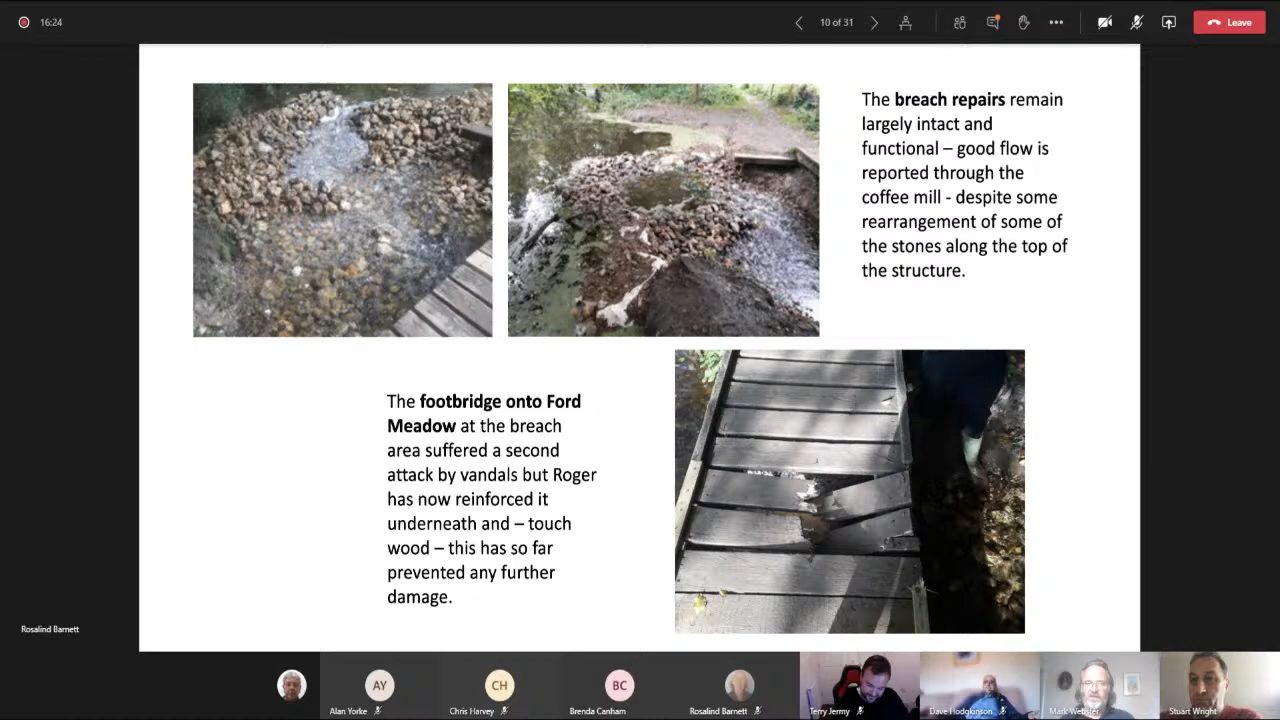 16:24
10 of 31
Leave
The breach repairs remain
largely intact and
functional – good flow is
reported through the
coffee mill - despite some
rearrangement of some of
the stones along the top of
the structure.
The footbridge onto Ford
Meadow at the breach
area suffered a second
attack by vandals but Roger
has now reinforced it
underneath and – touch
wood – this has so far
prevented any further
damage.
Rosalind Barnett
AY
CH
BC
Alan Yorke
Chris Harvey
Brenda Canham
Rosalind Barnett
Terry Jermy
Dave Hodgkinson
Mark Webster
Stuart Wright